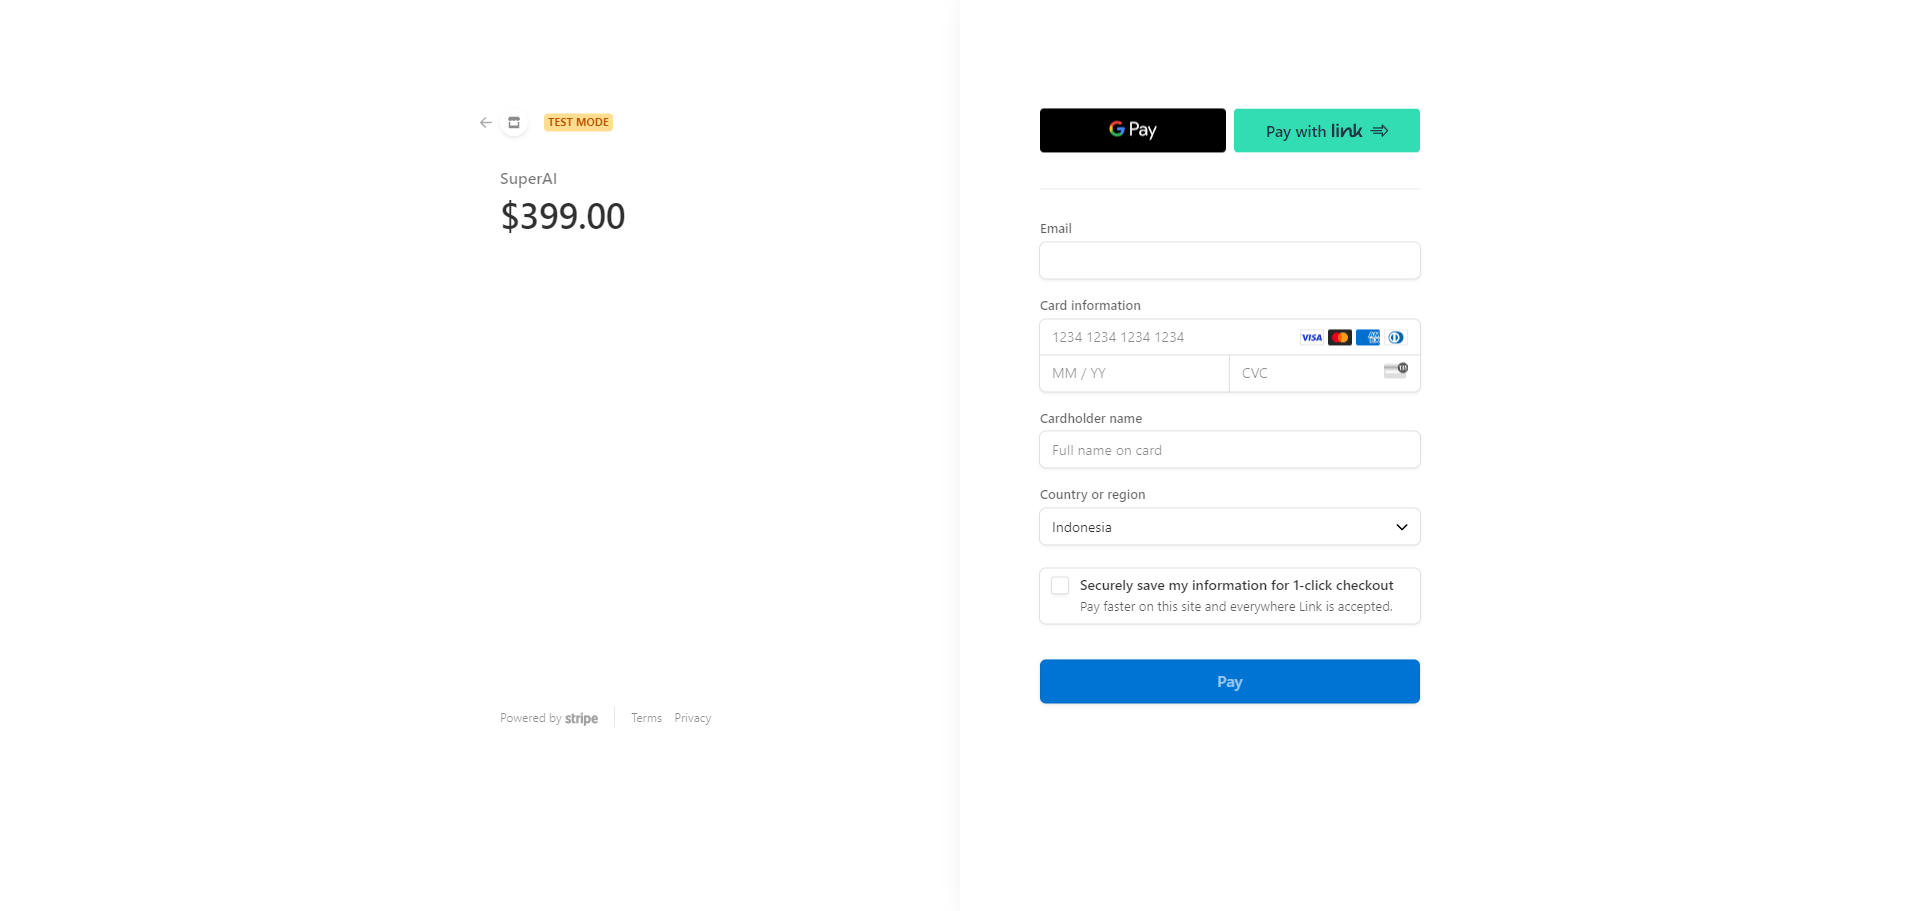 TEST MODE
SuperAI
$399.00
Powered by stripe
Terms
Privacy
G Pay
Pay with link
Email
Card information
1234 1234 1234 1234
VISA
AM
EX
MM / YY
CVC
Cardholder name
Full name on card
Country or region
Indonesia
Securely save my information for 1-click checkout
Pay faster on this site and everywhere Link is accepted.
Pay